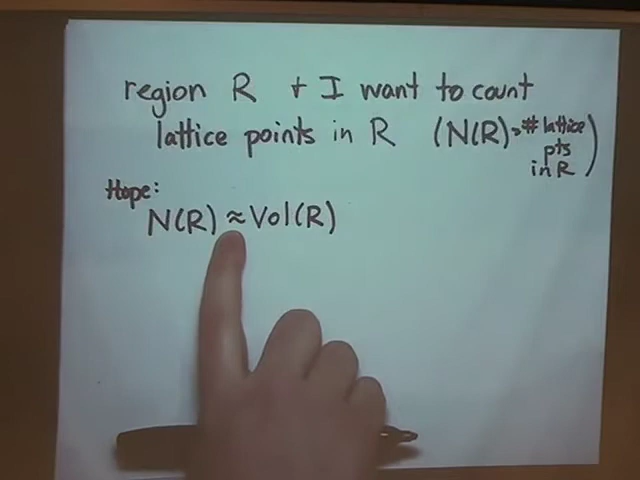 region R + I want to count
lattice points in R (N(R) = # lattice
pts
in R)
Hope:
N(R) ≈ Vol(R)